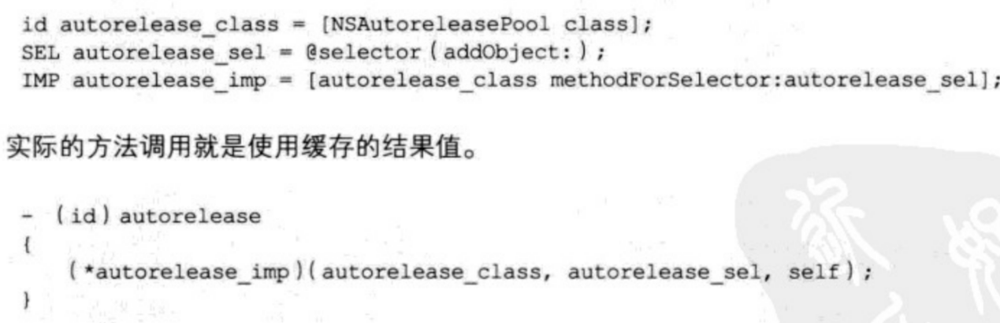 id autorelease_class = [NSAutoreleasePool class];
SEL autorelease_sel = @selector(addObject:);
IMP autorelease_imp = [autorelease_class methodForSelector:autorelease_sel];
实际的方法调用就是使用缓存的结果值。
- (id)autorelease
{
(*autorelease_imp)(autorelease_class, autorelease_sel, self);
}